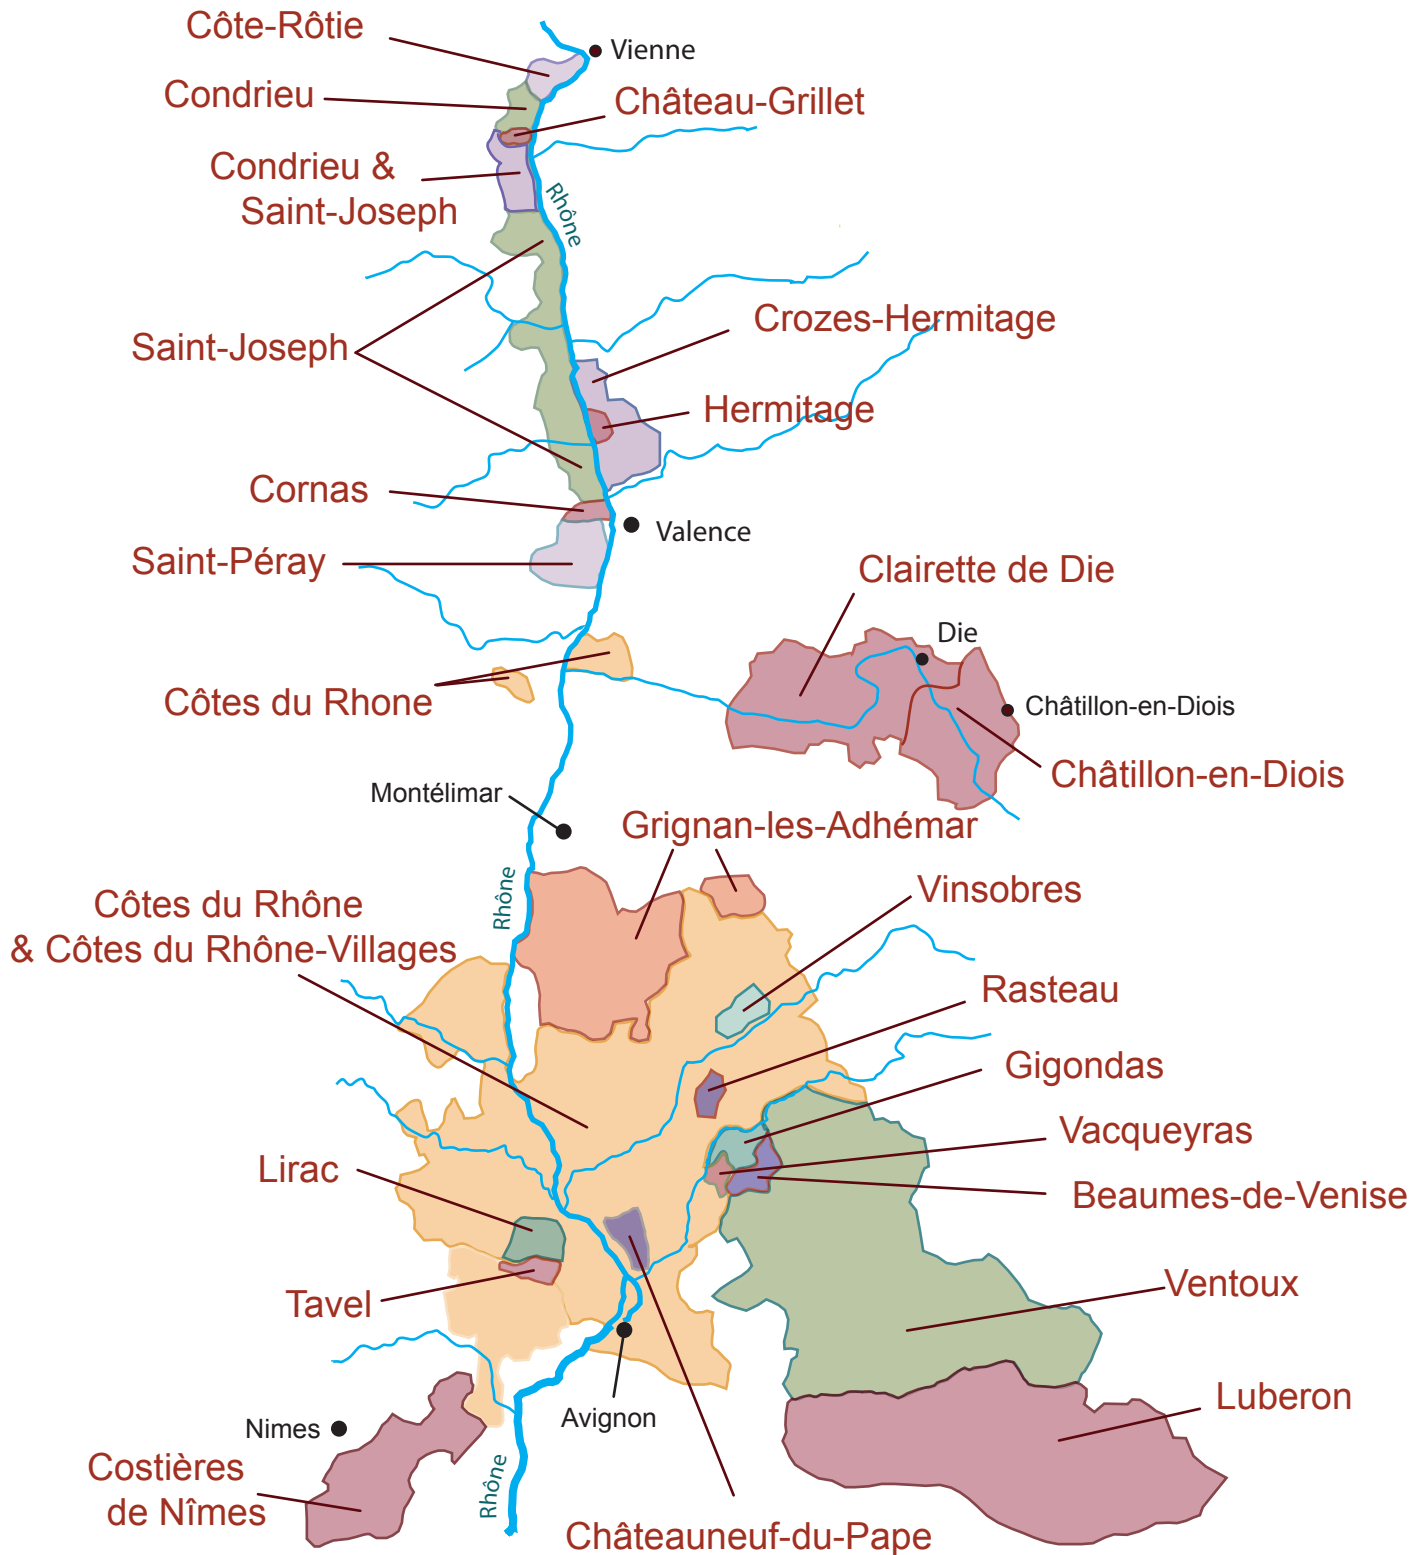 Côte-Rôtie
Vienne
Condrieu
Château-Grillet
Condrieu &
Saint-Joseph
Rhône
Crozes-Hermitage
Saint-Joseph
Hermitage
Cornas
Valence
Saint-Péray
Clairette de Die
Die
Côtes du Rhone
Châtillon-en-Diois
Châtillon-en-Diois
Montélimar
Grignan-les-Adhémar
Rhône
Vinsobres
Côtes du Rhône
& Côtes du Rhône-Villages
Rasteau
Gigondas
Vacqueyras
Lirac
Beaumes-de-Venise
Ventoux
Tavel
Luberon
Avignon
Nimes
Rhône
Costières
de Nîmes
Châteauneuf-du-Pape